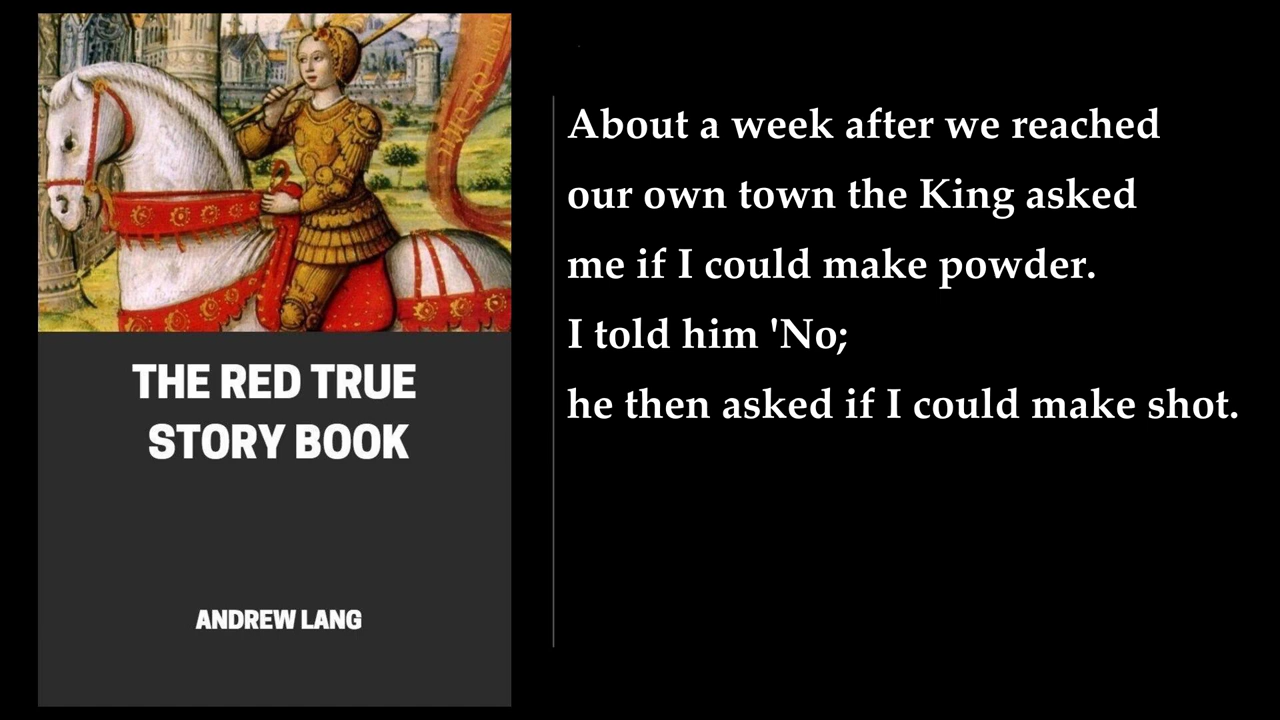 THE RED TRUE
STORY BOOK
ANDREW LANG
About a week after we reached
our own town the King asked
me if I could make powder.
I told him 'No;
he then asked if I could make shot.